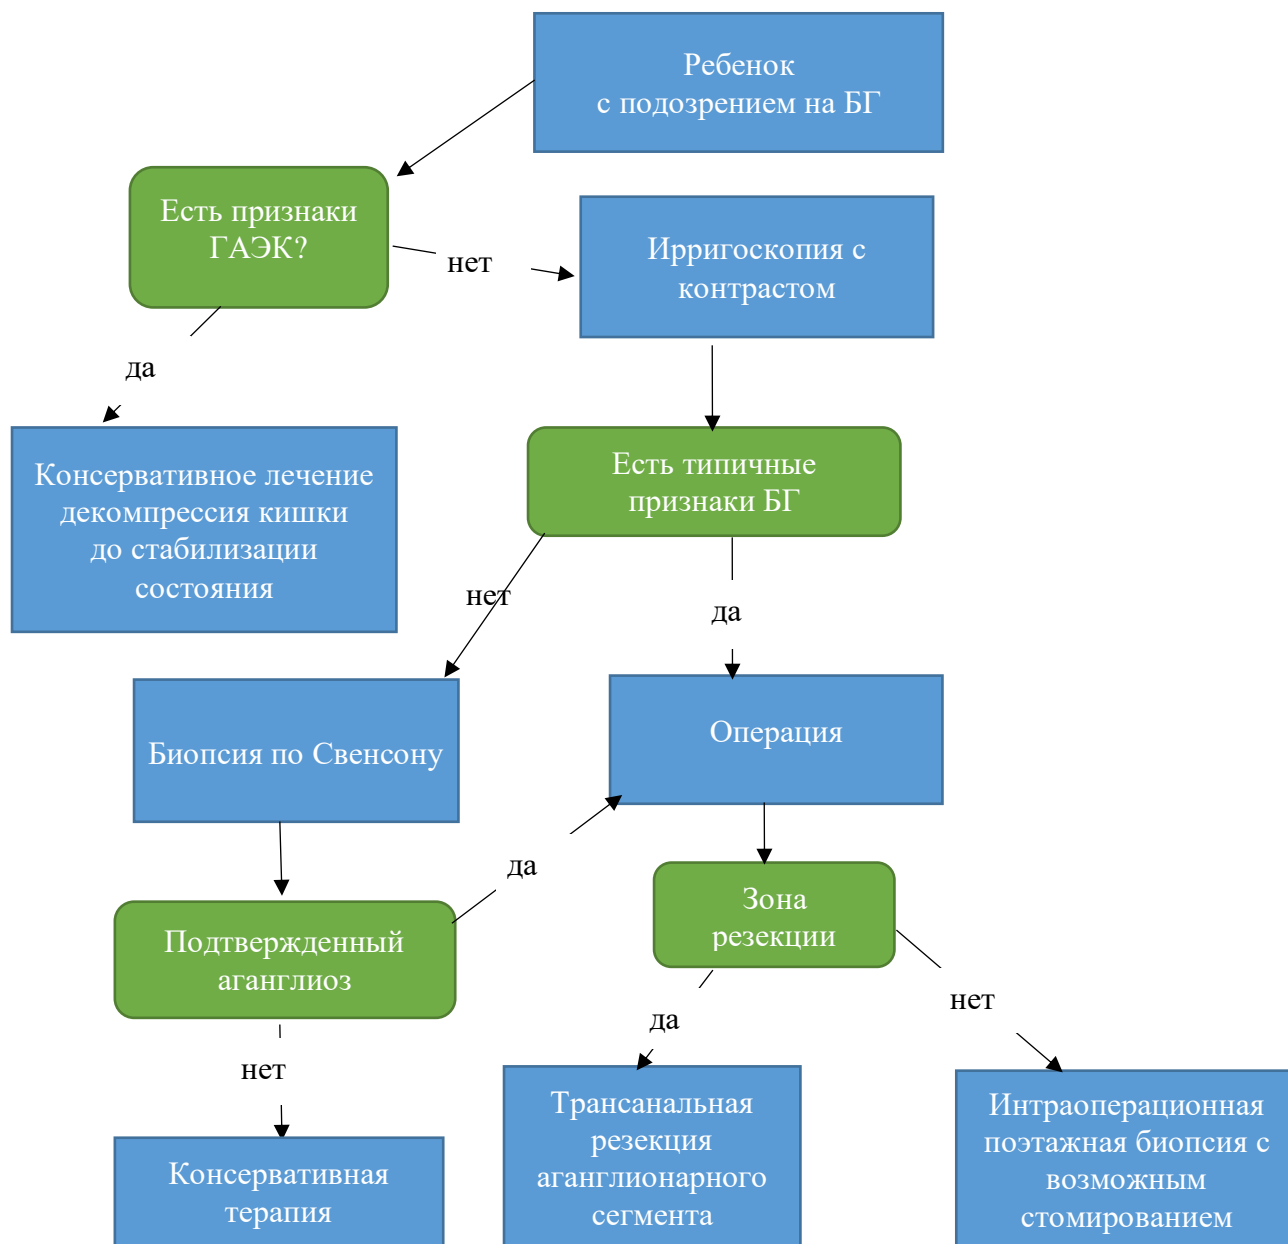 Ребенок
с подозрением на БГ
Есть признаки
ГАЭК?
нет
Ирригоскопия с
контрастом
да
Консервативное лечение
декомпрессия кишки
до стабилизации
состояния
Есть типичные
признаки БГ
нет
да
Биопсия по Свенсону
Операция
да
Подтвержденный
аганглиоз
Зона
резекции
нет
да
нет
Консервативная
терапия
Трансанальная
резекция
аганглионарного
сегмента
Интраоперационная
поэтажная биопсия с
возможным
стомированием